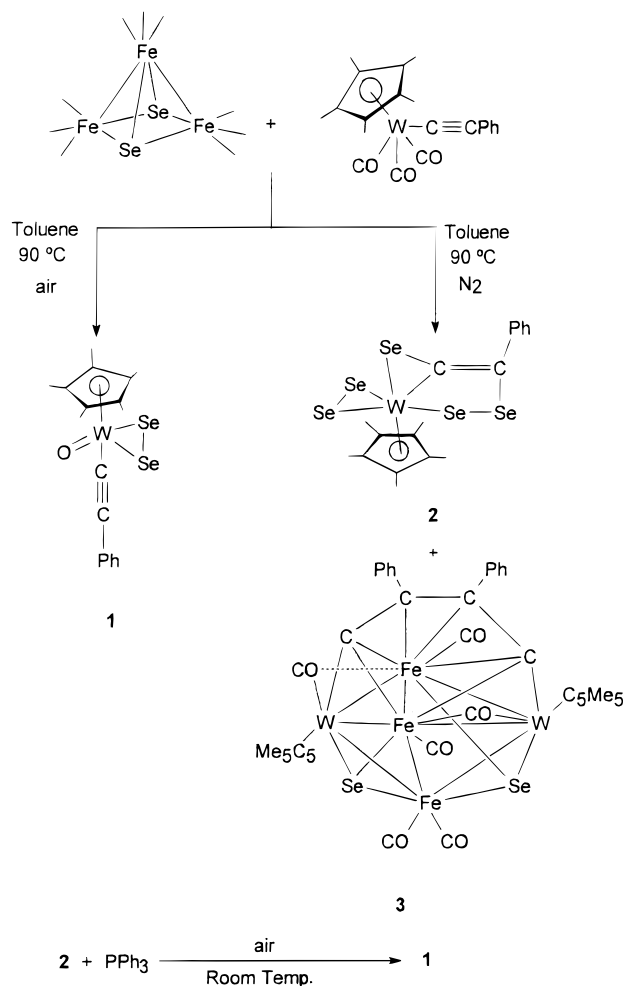 Fe
Fe Se Fe
Se
+
W C≡CPh
CO CO
CO
Toluene
90 ºC
air
Toluene
90 ºC
N2
W Se
O Se
C
C
Ph
1
Ph
Se C C
Se
Se W Se Se
2
+
Ph Ph
C C
C CO
CO Fe C
C5Me5
W Fe CO W
Me5C5 CO
Se Fe Se
CO CO
3
2 + PPh3 air 1
Room Temp.